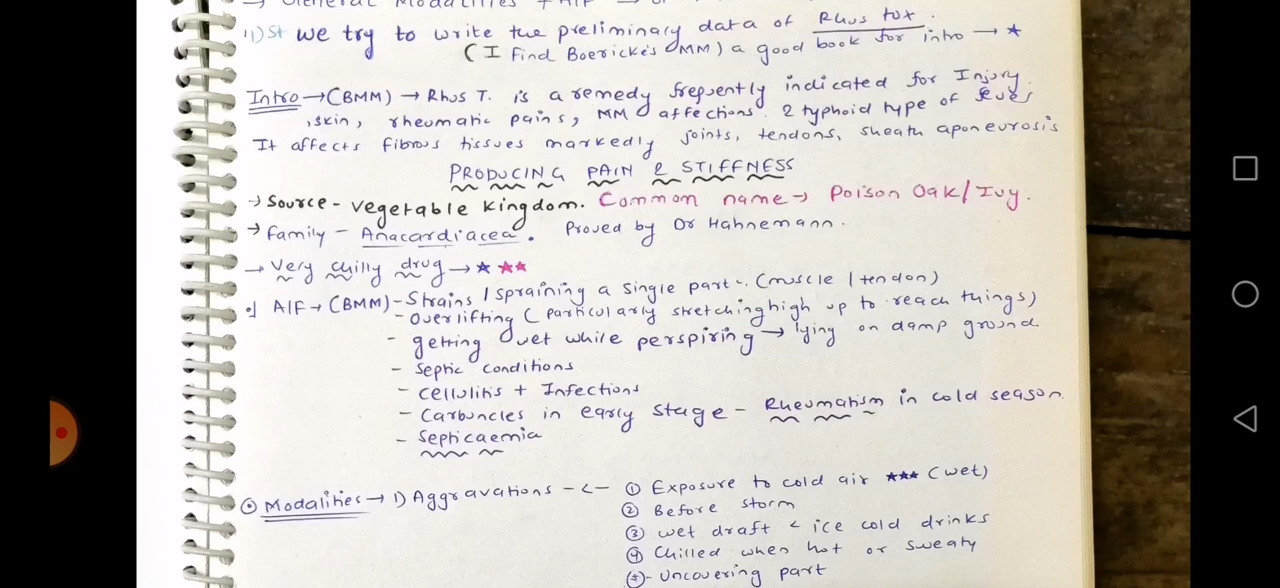 → General Modalities + A/F →
1) St we try to write the preliminary data of Rhus tox.
(I find Boericke's MM) a good book for intro → ★
Intro → (BMM) → Rhus T. is a remedy frequently indicated for Injury
, skin, rheumatic pains, MM affections & typhoid type of fever
It affects fibrous tissues markedly joints, tendons, sheath aponeurosis
PRODUCING PAIN & STIFFNESS
→ Source - vegetable kingdom. Common name → Poison Oak/Ivy.
→ family - Anacardiacea. Proved by Dr Hahnemann.
→ Very chilly drug → ★ ★★
•) A/F → (BMM) - Strains / spraining a single part. (muscle / tendon)
- overlifting (particularly stretching high up to reach things)
- getting wet while perspiring → lying on damp ground
- Septic conditions
- cellulitis + Infections
- Carbuncles in early stage - Rheumatism in cold season
- Septicaemia
⊙ Modalities → 1) Aggravations - < - ① Exposure to cold air ★★★ (wet)
② Before storm
③ wet draft < ice cold drinks
④ chilled when hot or sweaty
- Uncovering part